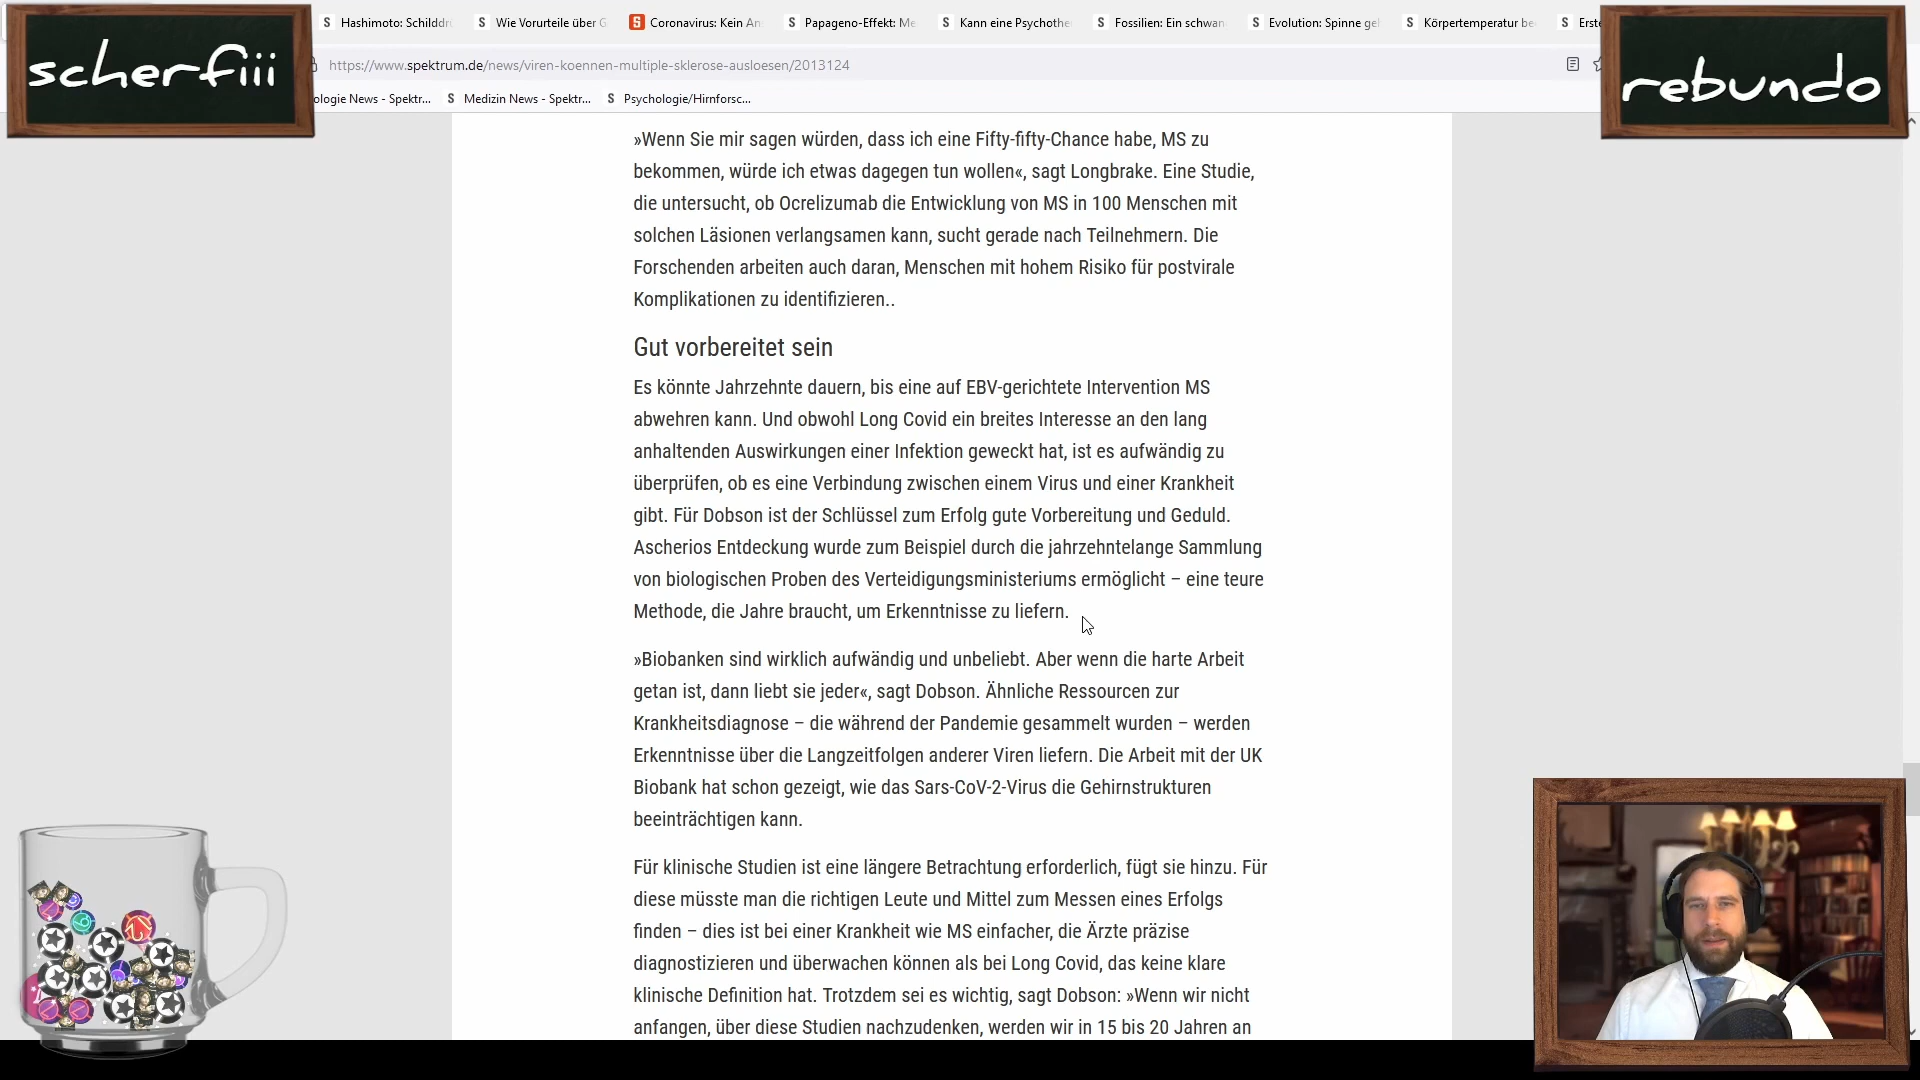 scherfiii
Hashimoto: Schilddr
Wie Vorurteile über G
Coronavirus: Kein An
Papageno-Effekt: Me
Kann eine Psychothe
Fossilien: Ein schwan
Evolution: Spinne gel
Körpertemperatur be
Erste
rebundo
https://www.spektrum.de/news/viren-koennen-multiple-sklerose-ausloesen/2013124
ologie News - Spektr...
Medizin News - Spektr...
Psychologie/Hirnforsc...
»Wenn Sie mir sagen würden, dass ich eine Fifty-fifty-Chance habe, MS zu
bekommen, würde ich etwas dagegen tun wollen«, sagt Longbrake. Eine Studie,
die untersucht, ob Ocrelizumab die Entwicklung von MS in 100 Menschen mit
solchen Läsionen verlangsamen kann, sucht gerade nach Teilnehmern. Die
Forschenden arbeiten auch daran, Menschen mit hohem Risiko für postvirale
Komplikationen zu identifizieren..
Gut vorbereitet sein
Es könnte Jahrzehnte dauern, bis eine auf EBV-gerichtete Intervention MS
abwehren kann. Und obwohl Long Covid ein breites Interesse an den lang
anhaltenden Auswirkungen einer Infektion geweckt hat, ist es aufwändig zu
überprüfen, ob es eine Verbindung zwischen einem Virus und einer Krankheit
gibt. Für Dobson ist der Schlüssel zum Erfolg gute Vorbereitung und Geduld.
Ascherios Entdeckung wurde zum Beispiel durch die jahrzehntelange Sammlung
von biologischen Proben des Verteidigungsministeriums ermöglicht – eine teure
Methode, die Jahre braucht, um Erkenntnisse zu liefern.
»Biobanken sind wirklich aufwändig und unbeliebt. Aber wenn die harte Arbeit
getan ist, dann liebt sie jeder«, sagt Dobson. Ähnliche Ressourcen zur
Krankheitsdiagnose – die während der Pandemie gesammelt wurden – werden
Erkenntnisse über die Langzeitfolgen anderer Viren liefern. Die Arbeit mit der UK
Biobank hat schon gezeigt, wie das Sars-CoV-2-Virus die Gehirnstrukturen
beeinträchtigen kann.
Für klinische Studien ist eine längere Betrachtung erforderlich, fügt sie hinzu. Für
diese müsste man die richtigen Leute und Mittel zum Messen eines Erfolgs
finden – dies ist bei einer Krankheit wie MS einfacher, die Ärzte präzise
diagnostizieren und überwachen können als bei Long Covid, das keine klare
klinische Definition hat. Trotzdem sei es wichtig, sagt Dobson: »Wenn wir nicht
anfangen, über diese Studien nachzudenken, werden wir in 15 bis 20 Jahren an